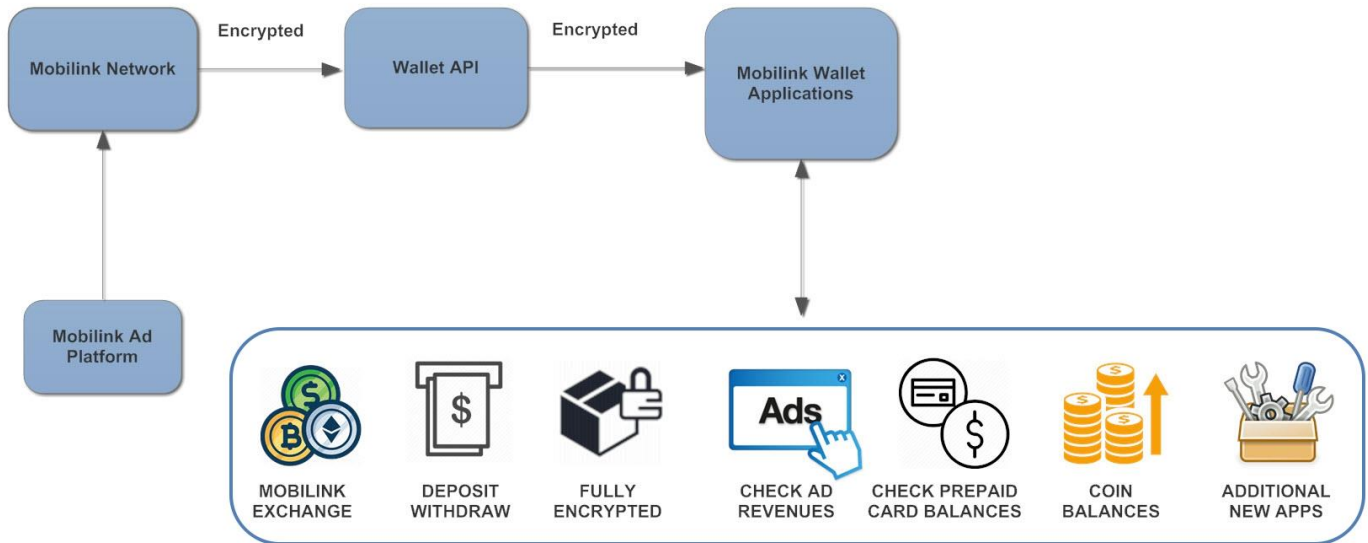 Encrypted
Encrypted
Mobilink Network
Wallet API
Mobilink Wallet
Applications
Mobilink Ad
Platform
$
$
Ads
$
$
$
$
MOBILINK
EXCHANGE
DEPOSIT
WITHDRAW
FULLY
ENCRYPTED
CHECK AD
REVENUES
CHECK PREPAID
CARD BALANCES
COIN
BALANCES
ADDITIONAL
NEW APPS